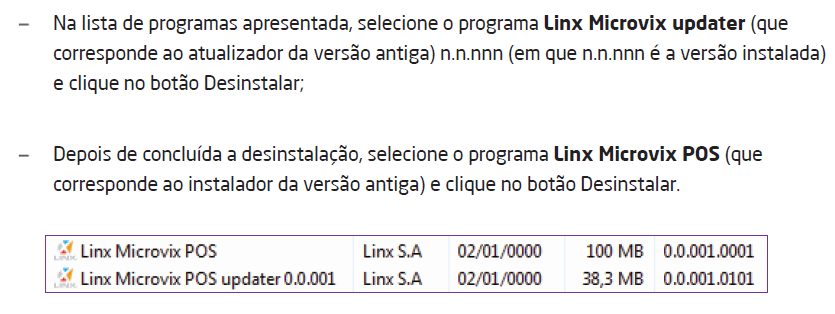 – Na lista de programas apresentada, selecione o programa Linx Microvix updater (que
corresponde ao atualizador da versão antiga) n.n.nnn (em que n.n.nnn é a versão instalada)
e clique no botão Desinstalar;
– Depois de concluída a desinstalação, selecione o programa Linx Microvix POS (que
corresponde ao instalador da versão antiga) e clique no botão Desinstalar.
LINX Linx Microvix POS Linx S.A 02/01/0000 100 MB 0.0.001.0001
LINX Linx Microvix POS updater 0.0.001 Linx S.A 02/01/0000 38,3 MB 0.0.001.0101